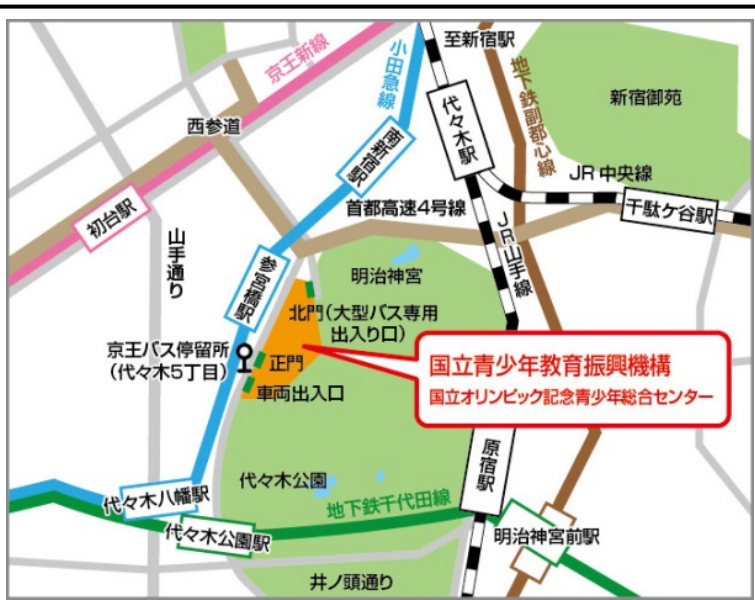 至新宿駅
小田急線
京王新線
地下鉄副都心線
新宿御苑
代々木駅
西参道
南新宿駅
JR中央線
千駄ケ谷駅
初台駅
首都高速4号線
JR山手線
山手通り
参宮橋駅
明治神宮
北門(大型バス専用
出入り口)
京王バス停留所
(代々木5丁目)
正門
車両出入口
国立青少年教育振興機構
国立オリンピック記念青少年総合センター
原宿駅
代々木公園
代々木八幡駅
地下鉄千代田線
代々木公園駅
明治神宮前駅
井ノ頭通り